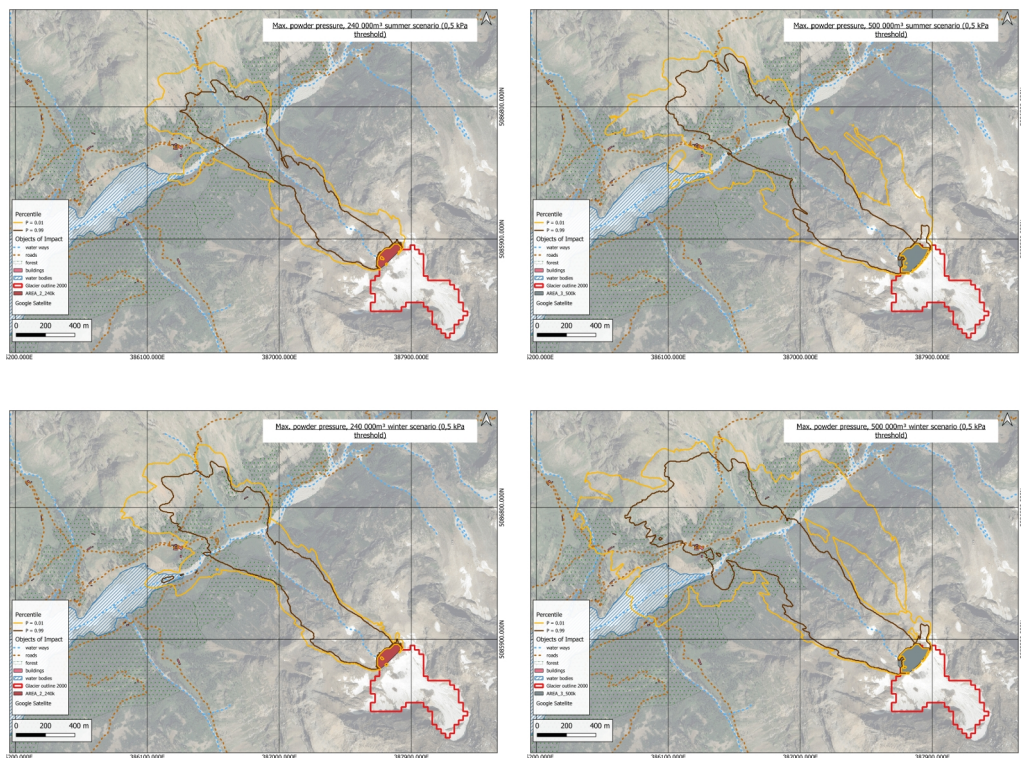 Max. powder pressure, 240 000m³ summer scenario (0,5 kPa
threshold)
5086800.000N
5085900.000N
Percentile
P = 0.01
P = 0.99
Objects of Impact
water ways
roads
forest
buildings
water bodies
Glacier outline 2000
AREA_2_240k
Google Satellite
0 200 400 m
386100.000E 387000.000E 387900.000E
Max. powder pressure, 500 000m³ summer scenario (0,5 kPa
threshold)
Percentile
P = 0.01
P = 0.99
Objects of Impact
water ways
roads
forest
buildings
water bodies
Glacier outline 2000
AREA_3_500k
Google Satellite
0 200 400 m
386100.000E 387000.000E 387900.000E
Max. powder pressure, 240 000m³ winter scenario (0,5 kPa
threshold)
5086800.000N
5085900.000N
Percentile
P = 0.01
P = 0.99
Objects of Impact
water ways
roads
forest
buildings
water bodies
Glacier outline 2000
AREA_2_240k
Google Satellite
0 200 400 m
Max. powder pressure, 500 000m³ winter scenario (0,5 kPa
threshold)
Percentile
P = 0.01
P = 0.99
Objects of Impact
water ways
roads
forest
buildings
water bodies
Glacier outline 2000
AREA_3_500k
Google Satellite
0 200 400 m